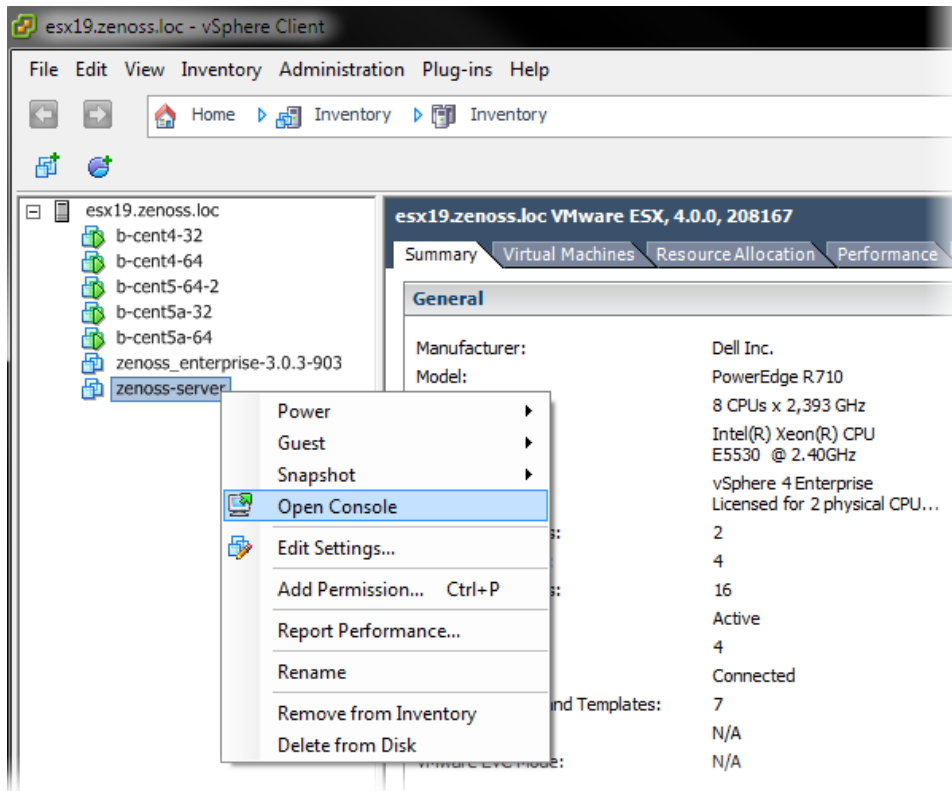 esx19.zenoss.loc - vSphere Client
File Edit View Inventory Administration Plug-ins Help
Home Inventory Inventory
esx19.zenoss.loc
b-cent4-32
b-cent4-64
b-cent5-64-2
b-cent5a-32
b-cent5a-64
zenoss_enterprise-3.0.3-903
zenoss-server
esx19.zenoss.loc VMware ESX, 4.0.0, 208167
Summary Virtual Machines Resource Allocation Performance
General
Manufacturer: Dell Inc.
Model: PowerEdge R710
8 CPUs x 2,393 GHz
Intel(R) Xeon(R) CPU
E5530 @ 2.40GHz
vSphere 4 Enterprise
Licensed for 2 physical CPU...
2
4
16
Active
4
Connected
nd Templates: 7
N/A
N/A
Power
Guest
Snapshot
Open Console
Edit Settings...
Add Permission... Ctrl+P
Report Performance...
Rename
Remove from Inventory
Delete from Disk